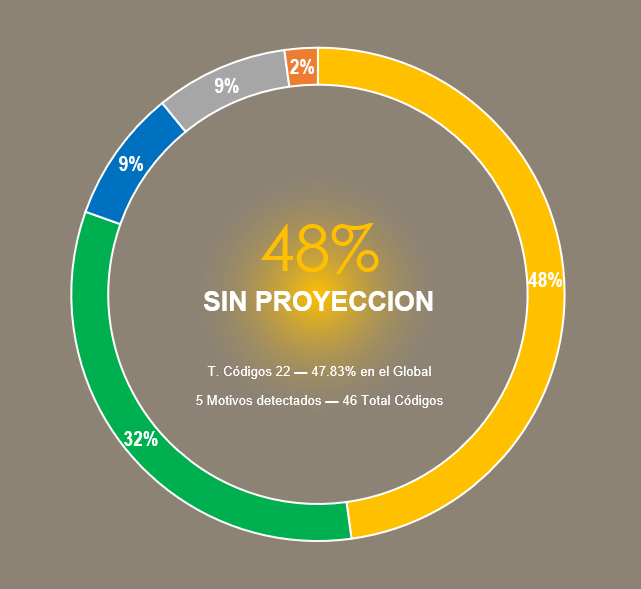 2%
9%
9%
48%
SIN PROYECCION
48%
T. Códigos 22 — 47.83% en el Global
5 Motivos detectados — 46 Total Códigos
32%